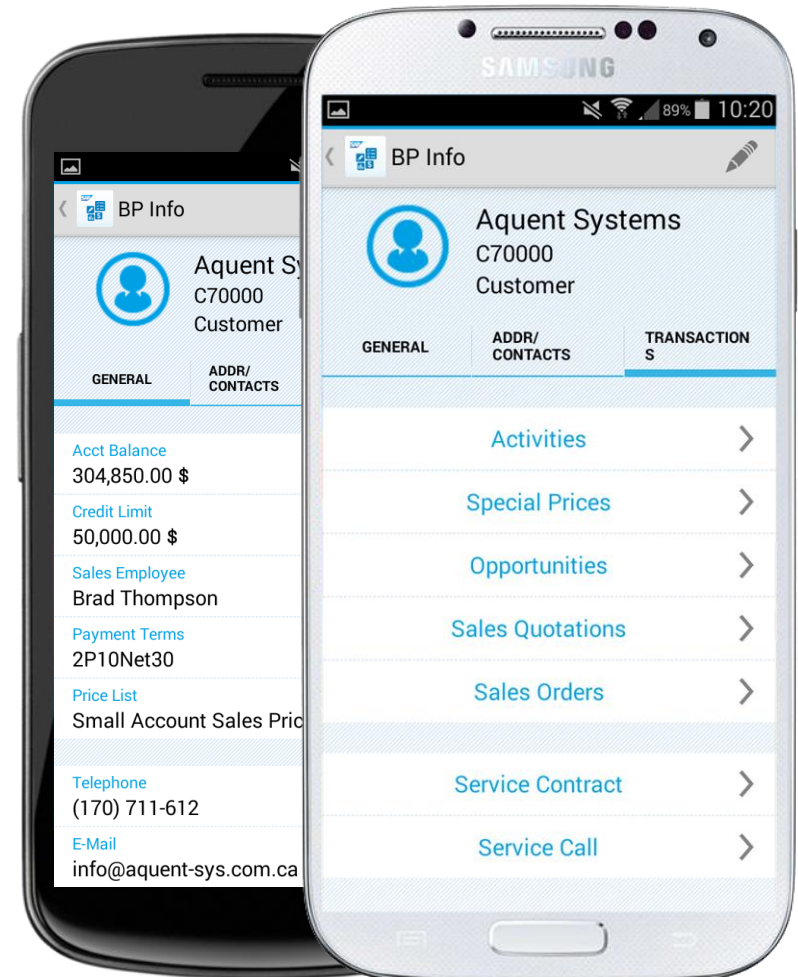 BP Info
Aquent Sy
C70000
Customer
GENERAL
ADDR/
CONTACTS
Acct Balance
304,850.00 $
Credit Limit
50,000.00 $
Sales Employee
Brad Thompson
Payment Terms
2P10Net30
Price List
Small Account Sales Pric
Telephone
(170) 711-612
E-Mail
info@aquent-sys.com.ca
SAMSUNG
89% 10:20
SAP
BP Info
Aquent Systems
C70000
Customer
GENERAL
ADDR/
CONTACTS
TRANSACTION
S
Activities
Special Prices
Opportunities
Sales Quotations
Sales Orders
Service Contract
Service Call